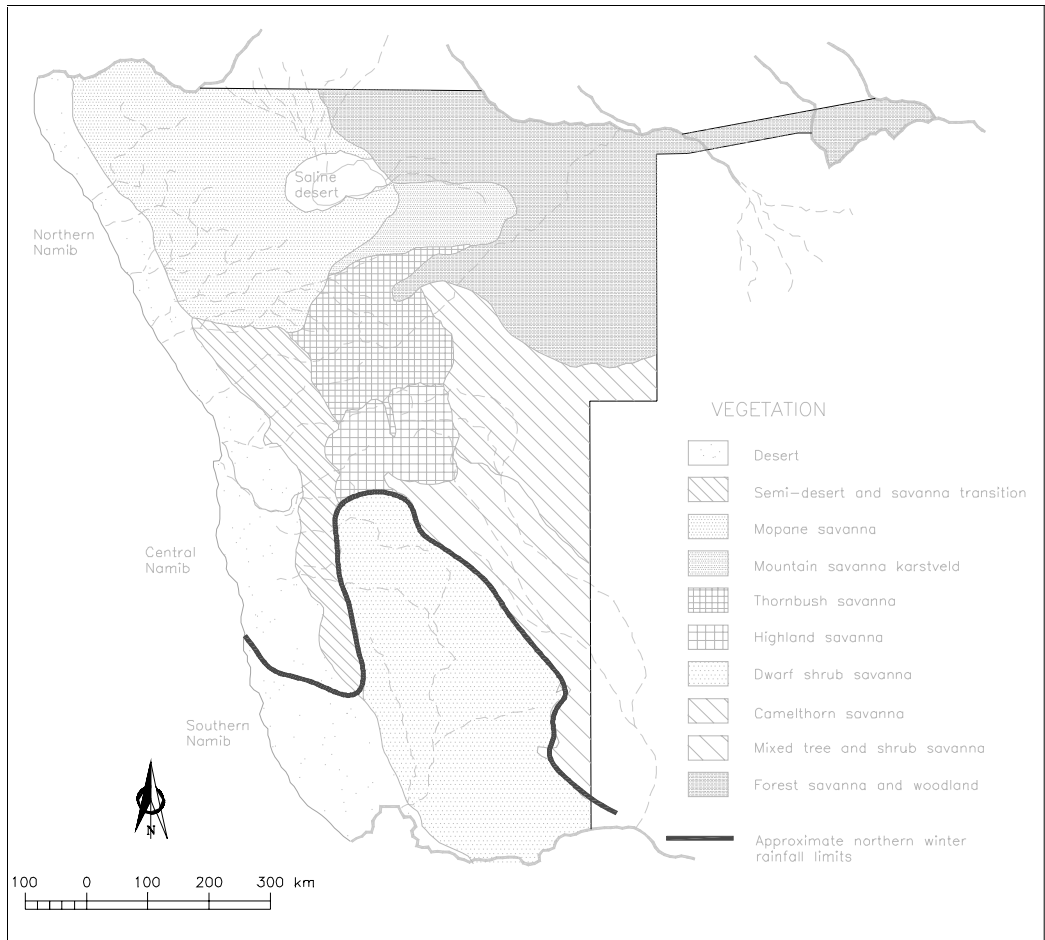 Saline
desert
Northern
Namib
VEGETATION
Desert
Semi-desert and savanna transition
Mopane savanna
Mountain savanna karstveld
Thornbush savanna
Highland savanna
Dwarf shrub savanna
Camelthorn savanna
Mixed tree and shrub savanna
Forest savanna and woodland
Approximate northern winter
rainfall limits
Central
Namib
Southern
Namib
N
100 0 100 200 300 km